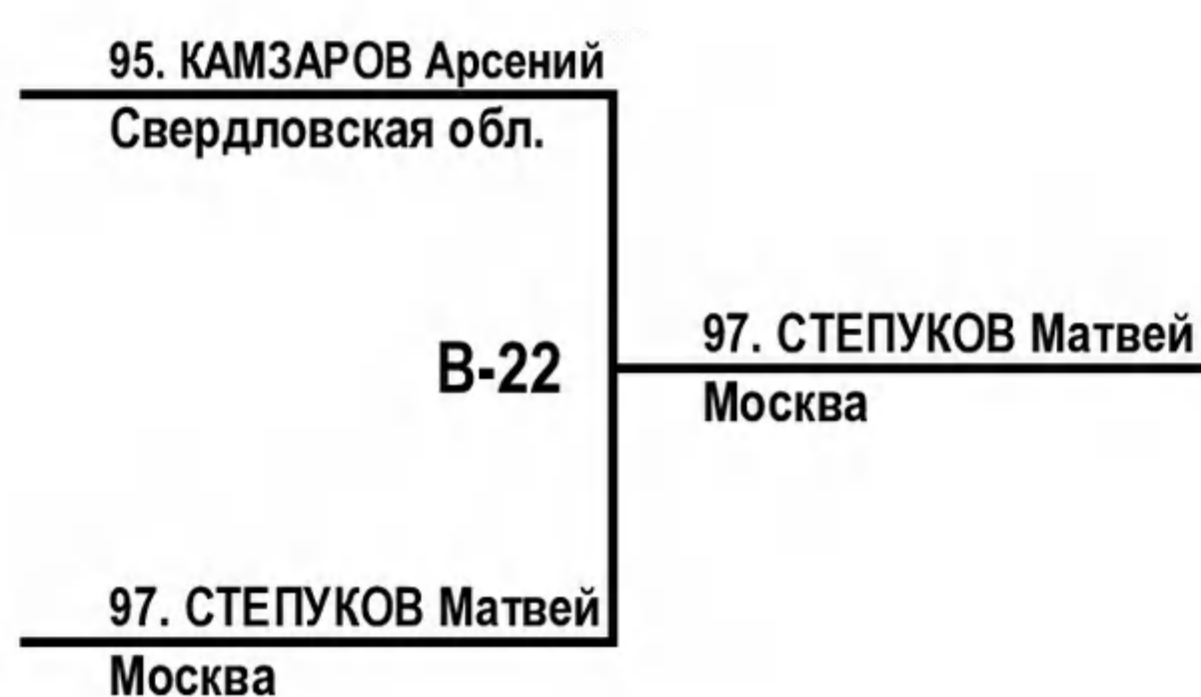 95. КАМЗАРОВ Арсений
Свердловская обл.
В-22
97. СТЕПУКОВ Матвей
Москва
97. СТЕПУКОВ Матвей
Москва